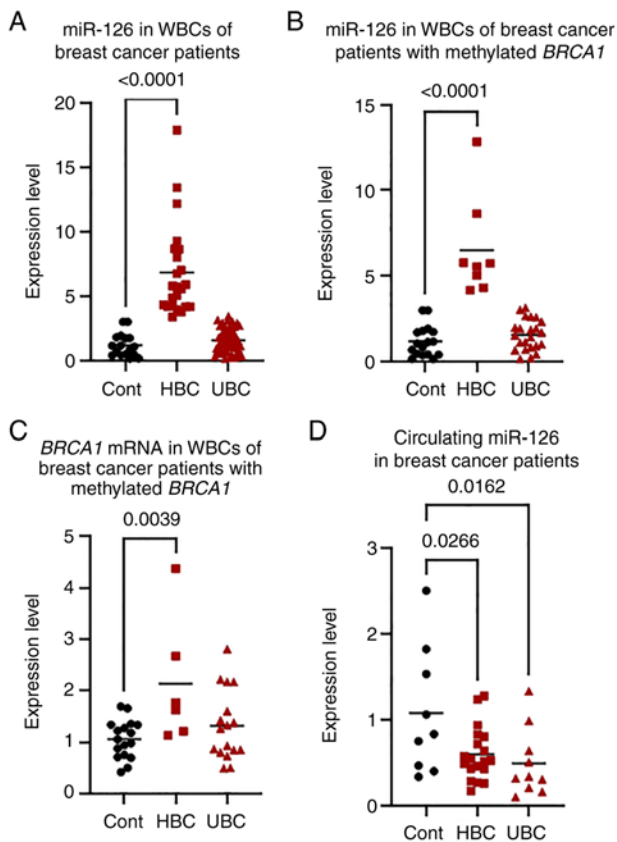 A
miR-126 in WBCs of
breast cancer patients
<0.0001
Expression level
20
15
10
5
0
Cont HBC UBC
B
miR-126 in WBCs of breast cancer
patients with methylated BRCA1
<0.0001
Expression level
15
10
5
0
Cont HBC UBC
C
BRCA1 mRNA in WBCs of
breast cancer patients with
methylated BRCA1
0.0039
Expression level
5
4
3
2
1
0
Cont HBC UBC
D
Circulating miR-126
in breast cancer patients
0.0162
0.0266
Expression level
3
2
1
0
Cont HBC UBC